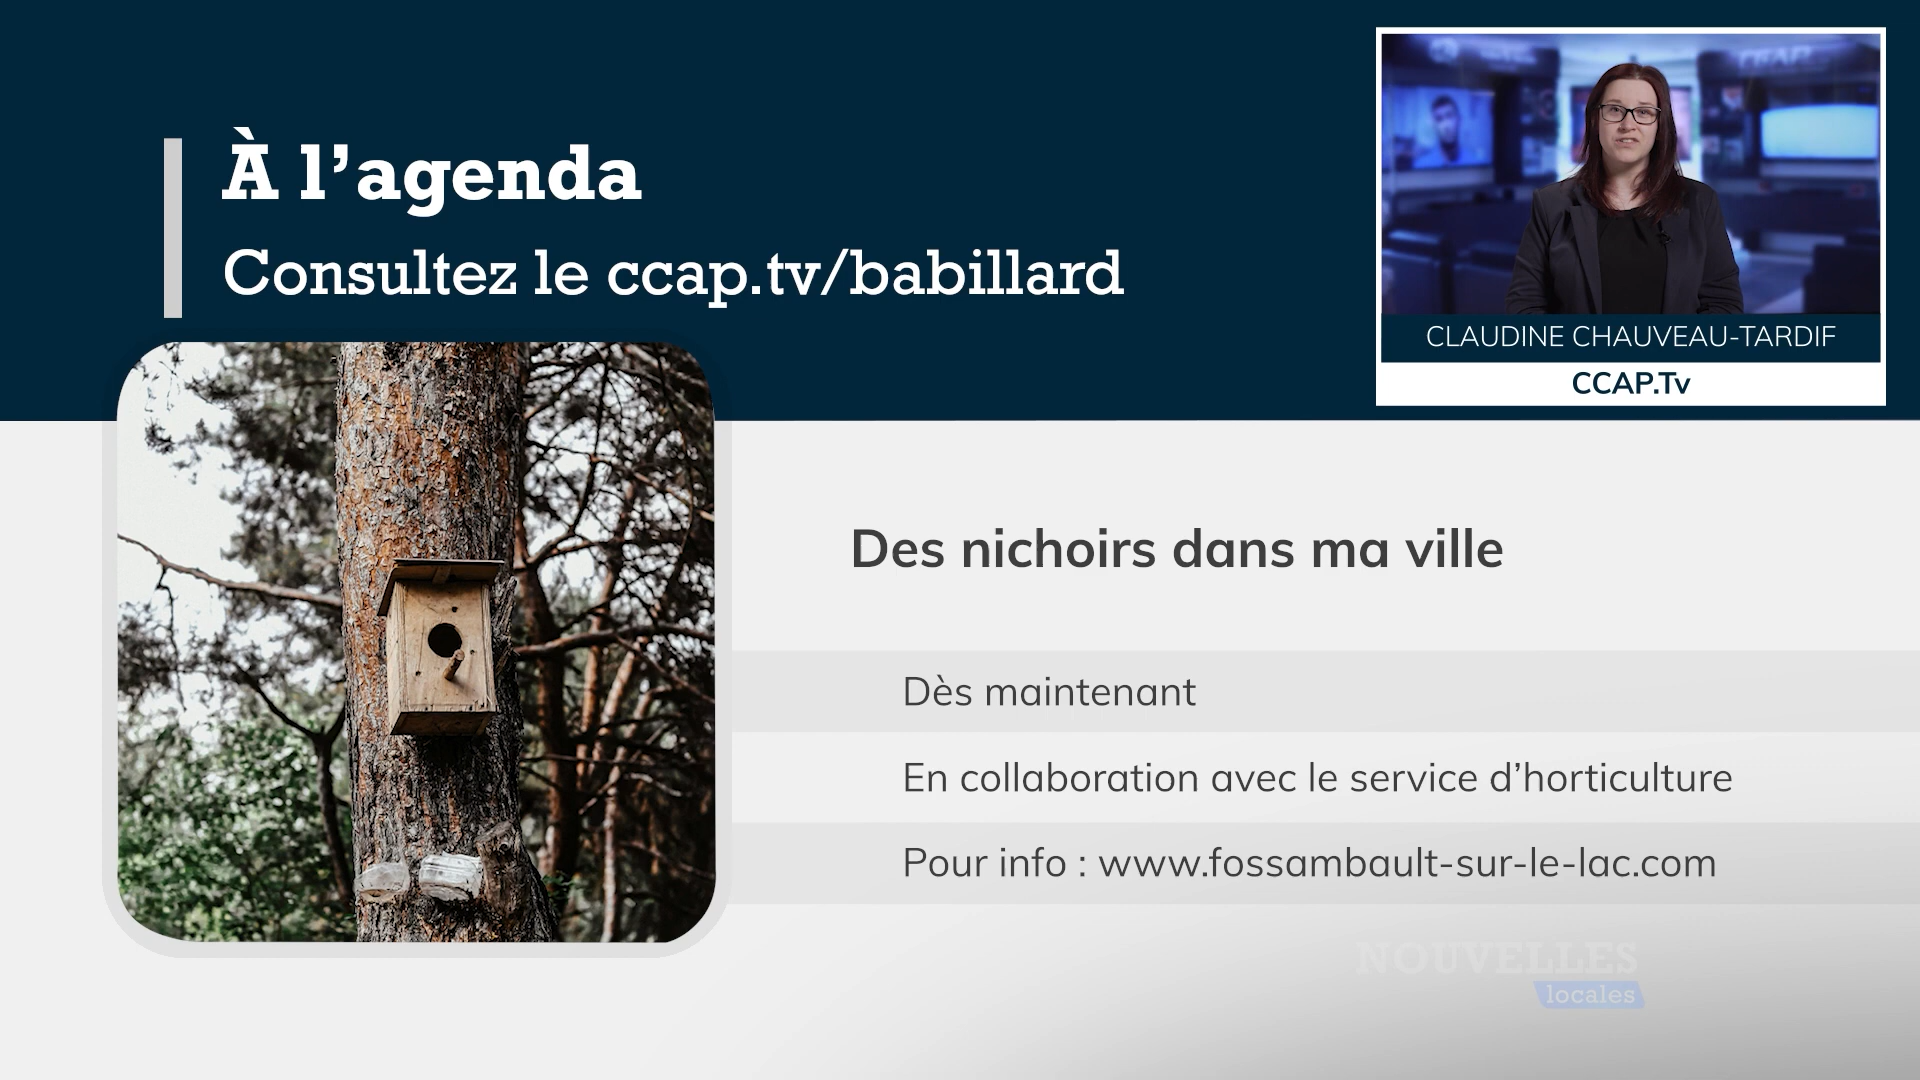 À l’agenda
Consultez le ccap.tv/babillard
CCAP
CLAUDINE CHAUVEAU-TARDIF
CCAP.Tv
Des nichoirs dans ma ville
Dès maintenant
En collaboration avec le service d’horticulture
Pour info : www.fossambault-sur-le-lac.com
NOUVELLES
locales